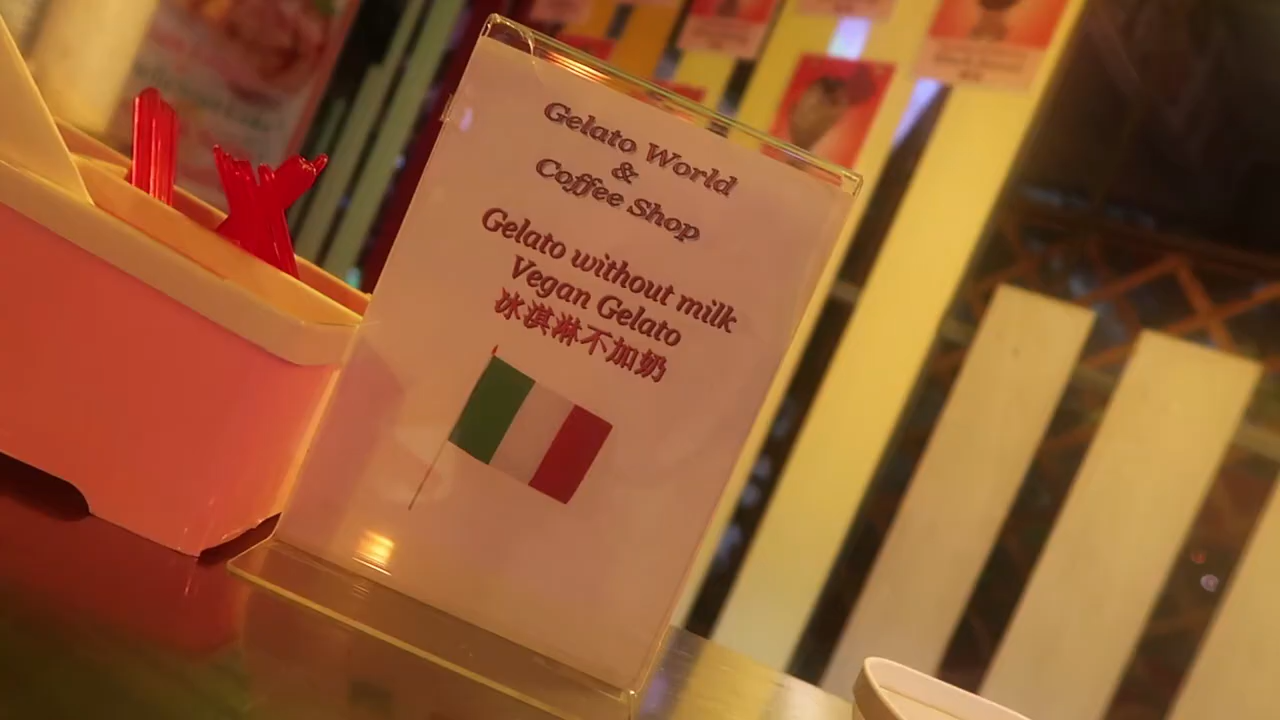 Gelato World
&
Coffee Shop
Gelato without milk
Vegan Gelato
冰淇淋不加奶